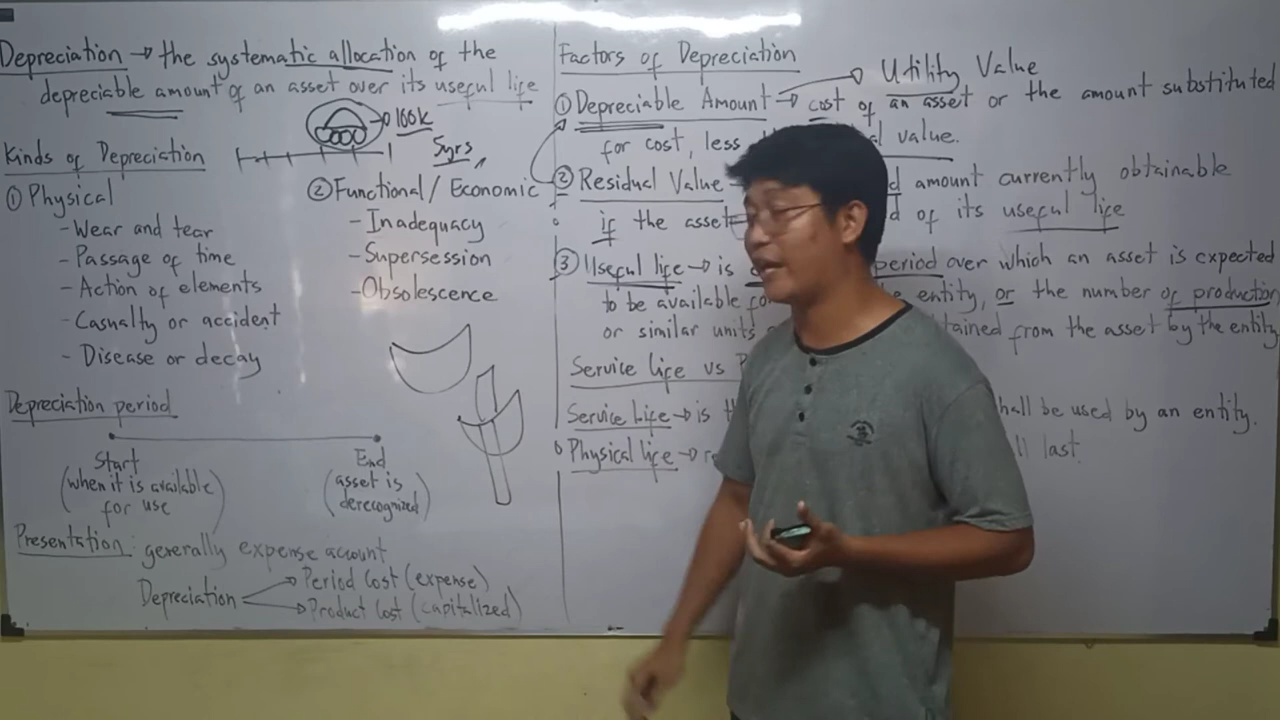 Depreciation → the systematic allocation of the
depreciable amount of an asset over its useful life
→ 100k
5yrs
Kinds of Depreciation
① Physical
- Wear and tear
- Passage of time
- Action of elements
- Casualty or accident
- Disease or decay
② Functional / Economic
- Inadequacy
- Supersession
- Obsolescence
Depreciation period
Start
(when it is available
for use)
End
(asset is
derecognized)
Presentation: generally expense account
Depreciation
→ Period Cost (expense)
→ Product Cost (capitalized)
Factors of Depreciation
Utility Value
① Depreciable Amount → cost of an asset or the amount substituted
for cost, less value.
② Residual Value amount currently obtainable
if the asset of its useful life
③ Useful life → is period over which an asset is expected
to be available entity, or the number of production
or similar units from the asset by the entity
Service life vs
Service Life → is shall be used by an entity.
Physical life → last.